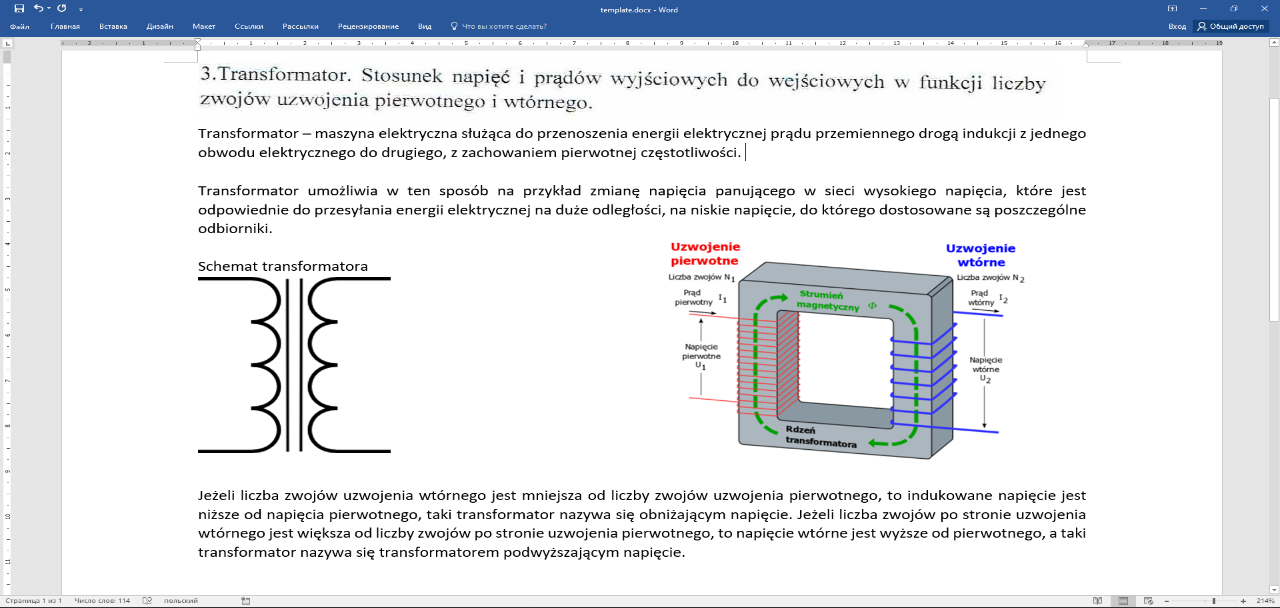 template.docx - Word
Вход
Общий доступ
Файл Главная Вставка Дизайн Макет Ссылки Рассылки Рецензирование Вид Что вы хотите сделать?
3.Transformator. Stosunek napięć i prądów wyjściowych do wejściowych w funkcji liczby
zwojów uzwojenia pierwotnego i wtórnego.
Transformator – maszyna elektryczna służąca do przenoszenia energii elektrycznej prądu przemiennego drogą indukcji z jednego
obwodu elektrycznego do drugiego, z zachowaniem pierwotnej częstotliwości.
Transformator umożliwia w ten sposób na przykład zmianę napięcia panującego w sieci wysokiego napięcia, które jest
odpowiednie do przesyłania energii elektrycznej na duże odległości, na niskie napięcie, do którego dostosowane są poszczególne
odbiorniki.
Schemat transformatora
Uzwojenie
pierwotne
Liczba zwojów N1
Prąd
pierwotny I1
Napięcie
pierwotne
U1
Strumień
magnetyczny Φ
Rdzeń
transformatora
Uzwojenie
wtórne
Liczba zwojów N2
Prąd
wtórny I2
Napięcie
wtórne
U2
Jeżeli liczba zwojów uzwojenia wtórnego jest mniejsza od liczby zwojów uzwojenia pierwotnego, to indukowane napięcie jest
niższe od napięcia pierwotnego, taki transformator nazywa się obniżającym napięcie. Jeżeli liczba zwojów po stronie uzwojenia
wtórnego jest większa od liczby zwojów po stronie uzwojenia pierwotnego, to napięcie wtórne jest wyższe od pierwotnego, a taki
transformator nazywa się transformatorem podwyższającym napięcie.
Страница 1 из 1 Число слов: 114 польский 214%